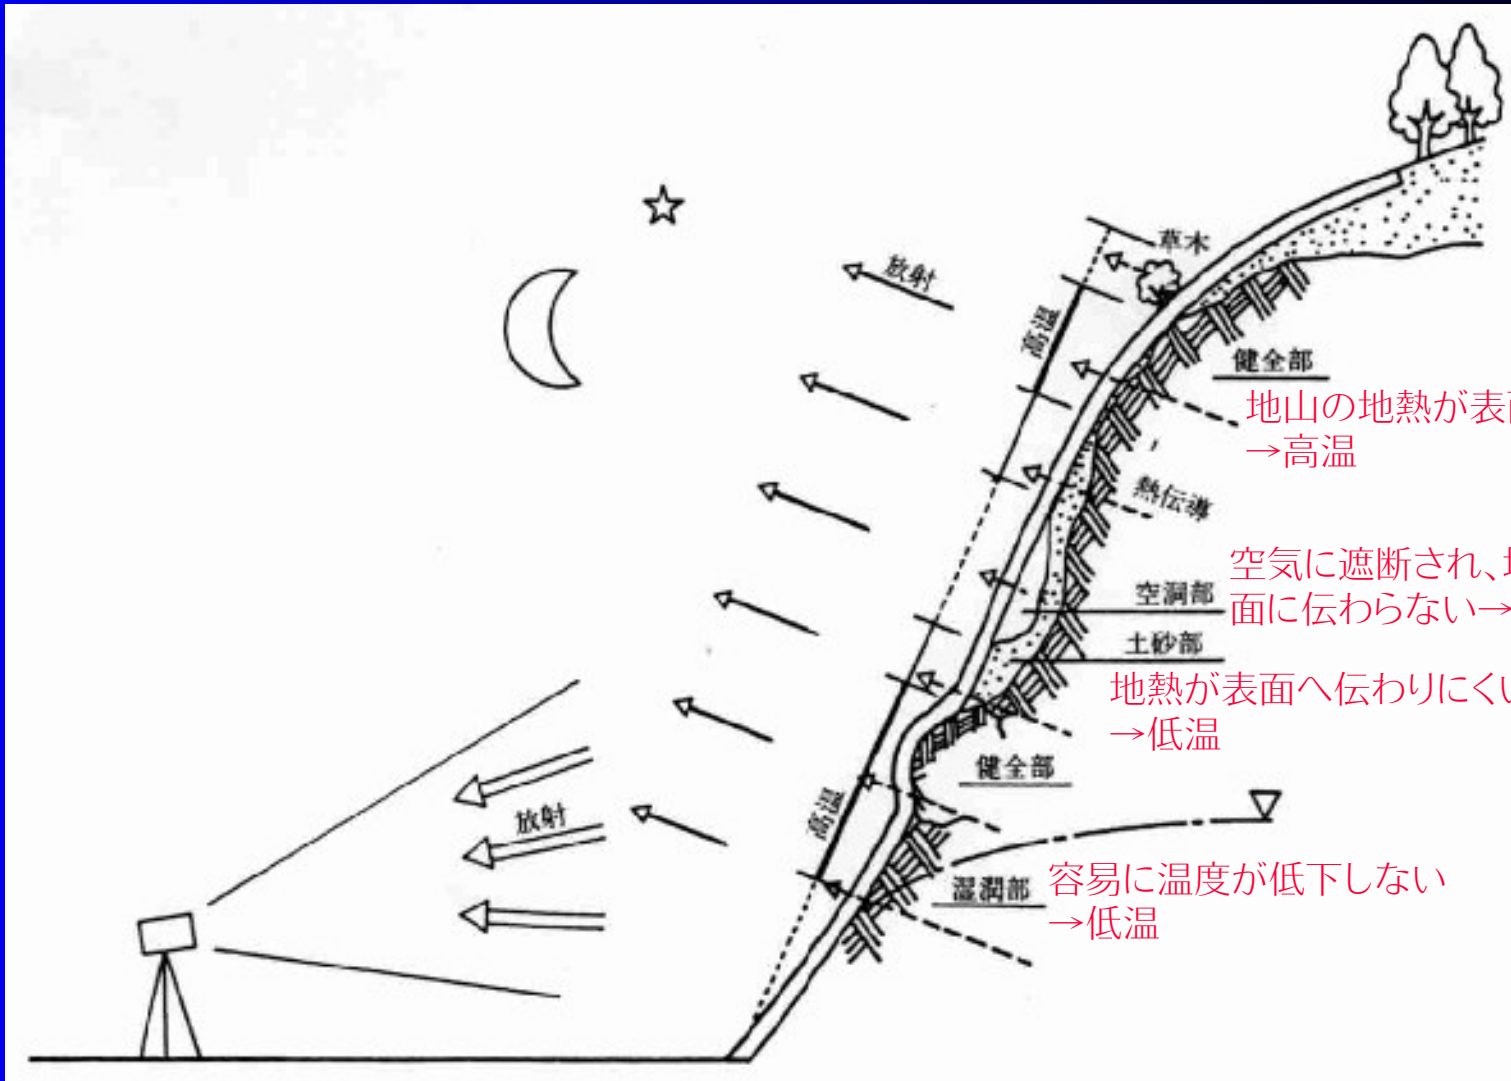 草木
放射
高温
健全部
地山の地熱が表
→高温
熱伝導
空気に遮断され、
空洞部
面に伝わらない→
土砂部
地熱が表面へ伝わりにくい
→低温
健全部
高温
放射
湿潤部
容易に温度が低下しない
→低温